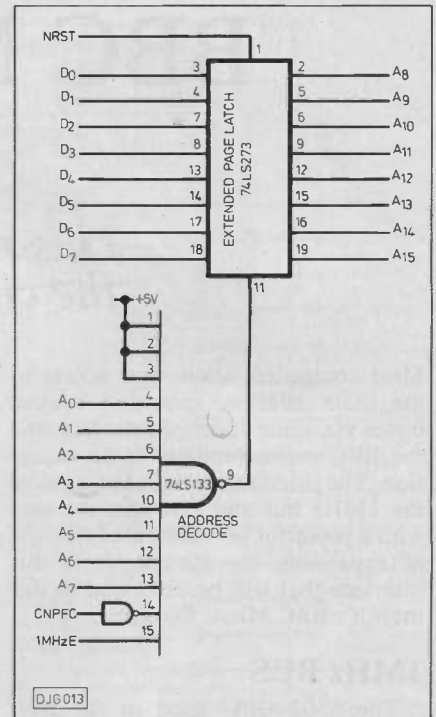 NRST
1
D0 3 2 A8
D1 4 5 A9
D2 7 6 A10
D3 8 9 A11
D4 13 12 A12
D5 14 15 A13
D6 17 16 A14
D7 18 19 A15
EXTENDED PAGE LATCH
74LS273
11
+5V
1
2
3
A0 4
A1 5
A2 6
A3 7
A4 10
A5 11
A6 12
A7 13
CNPFC 14
1MHzE 15
74LS133 9
ADDRESS
DECODE
DJG013